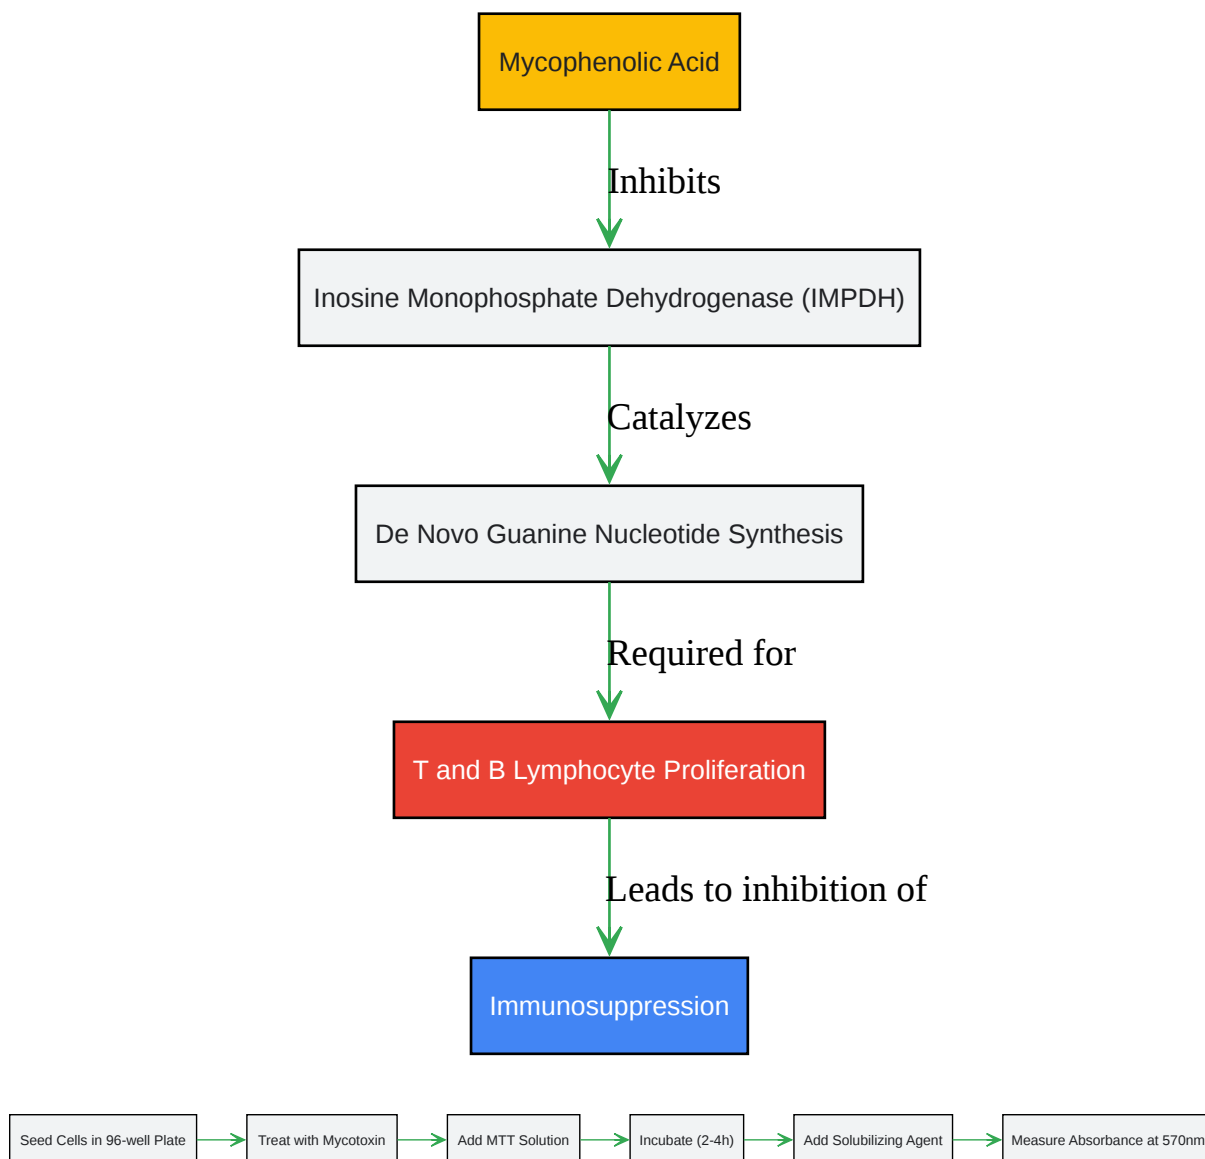 Mycophenolic Acid
Inhibits
Inosine Monophosphate Dehydrogenase (IMPDH)
Catalyzes
De Novo Guanine Nucleotide Synthesis
Required for
T and B Lymphocyte Proliferation
Leads to inhibition of
Immunosuppression
Seed Cells in 96-well Plate
Treat with Mycotoxin
Add MTT Solution
Incubate (2-4h)
Add Solubilizing Agent
Measure Absorbance at 570nm